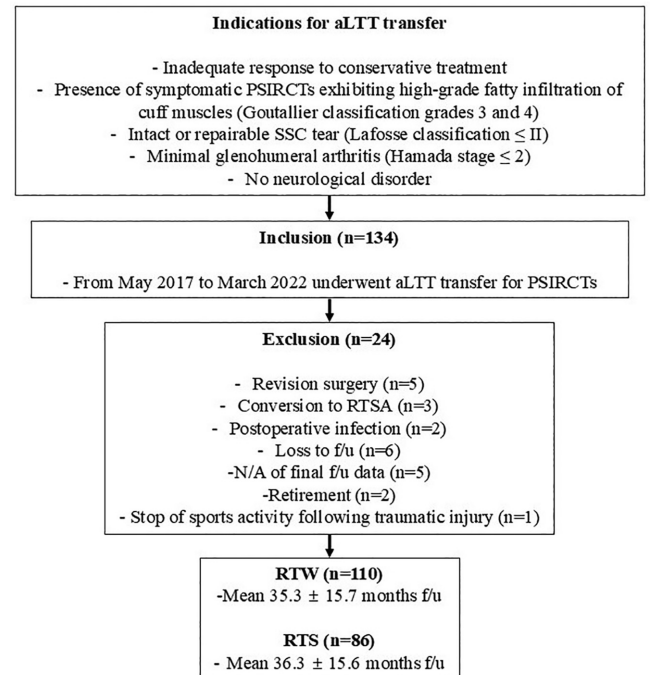 Indications for aLTT transfer
- Inadequate response to conservative treatment
- Presence of symptomatic PSIRCTs exhibiting high-grade fatty infiltration of
cuff muscles (Goutallier classification grades 3 and 4)
- Intact or repairable SSC tear (Lafosse classification ≤ II)
- Minimal glenohumeral arthritis (Hamada stage ≤ 2)
- No neurological disorder
Inclusion (n=134)
- From May 2017 to March 2022 underwent aLTT transfer for PSIRCTs
Exclusion (n=24)
- Revision surgery (n=5)
- Conversion to RTSA (n=3)
- Postoperative infection (n=2)
- Loss to f/u (n=6)
-N/A of final f/u data (n=5)
-Retirement (n=2)
- Stop of sports activity following traumatic injury (n=1)
RTW (n=110)
-Mean 35.3 ± 15.7 months f/u
RTS (n=86)
- Mean 36.3 ± 15.6 months f/u